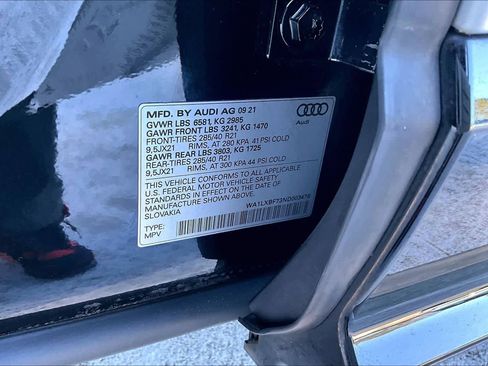 MFD. BY AUDI AG 09 21
GVWR LBS 6581, KG 2985
GAWR FRONT LBS 3241, KG 1470
FRONT-TIRES 285/40 R21
9,5JX21 RIMS, AT 280 KPA 41 PSI COLD
GAWR REAR LBS 3803, KG 1725
REAR-TIRES 285/40 R21
9,5JX21 RIMS, AT 300 KPA 44 PSI COLD
THIS VEHICLE CONFORMS TO ALL APPLICABLE
U.S. FEDERAL MOTOR VEHICLE SAFETY
STANDARDS IN EFFECT ON THE DATE OF
MANUFACTURE SHOWN ABOVE.
SLOVAKIA
WA1LXBF73ND003476
TYPE:
MPV
Audi